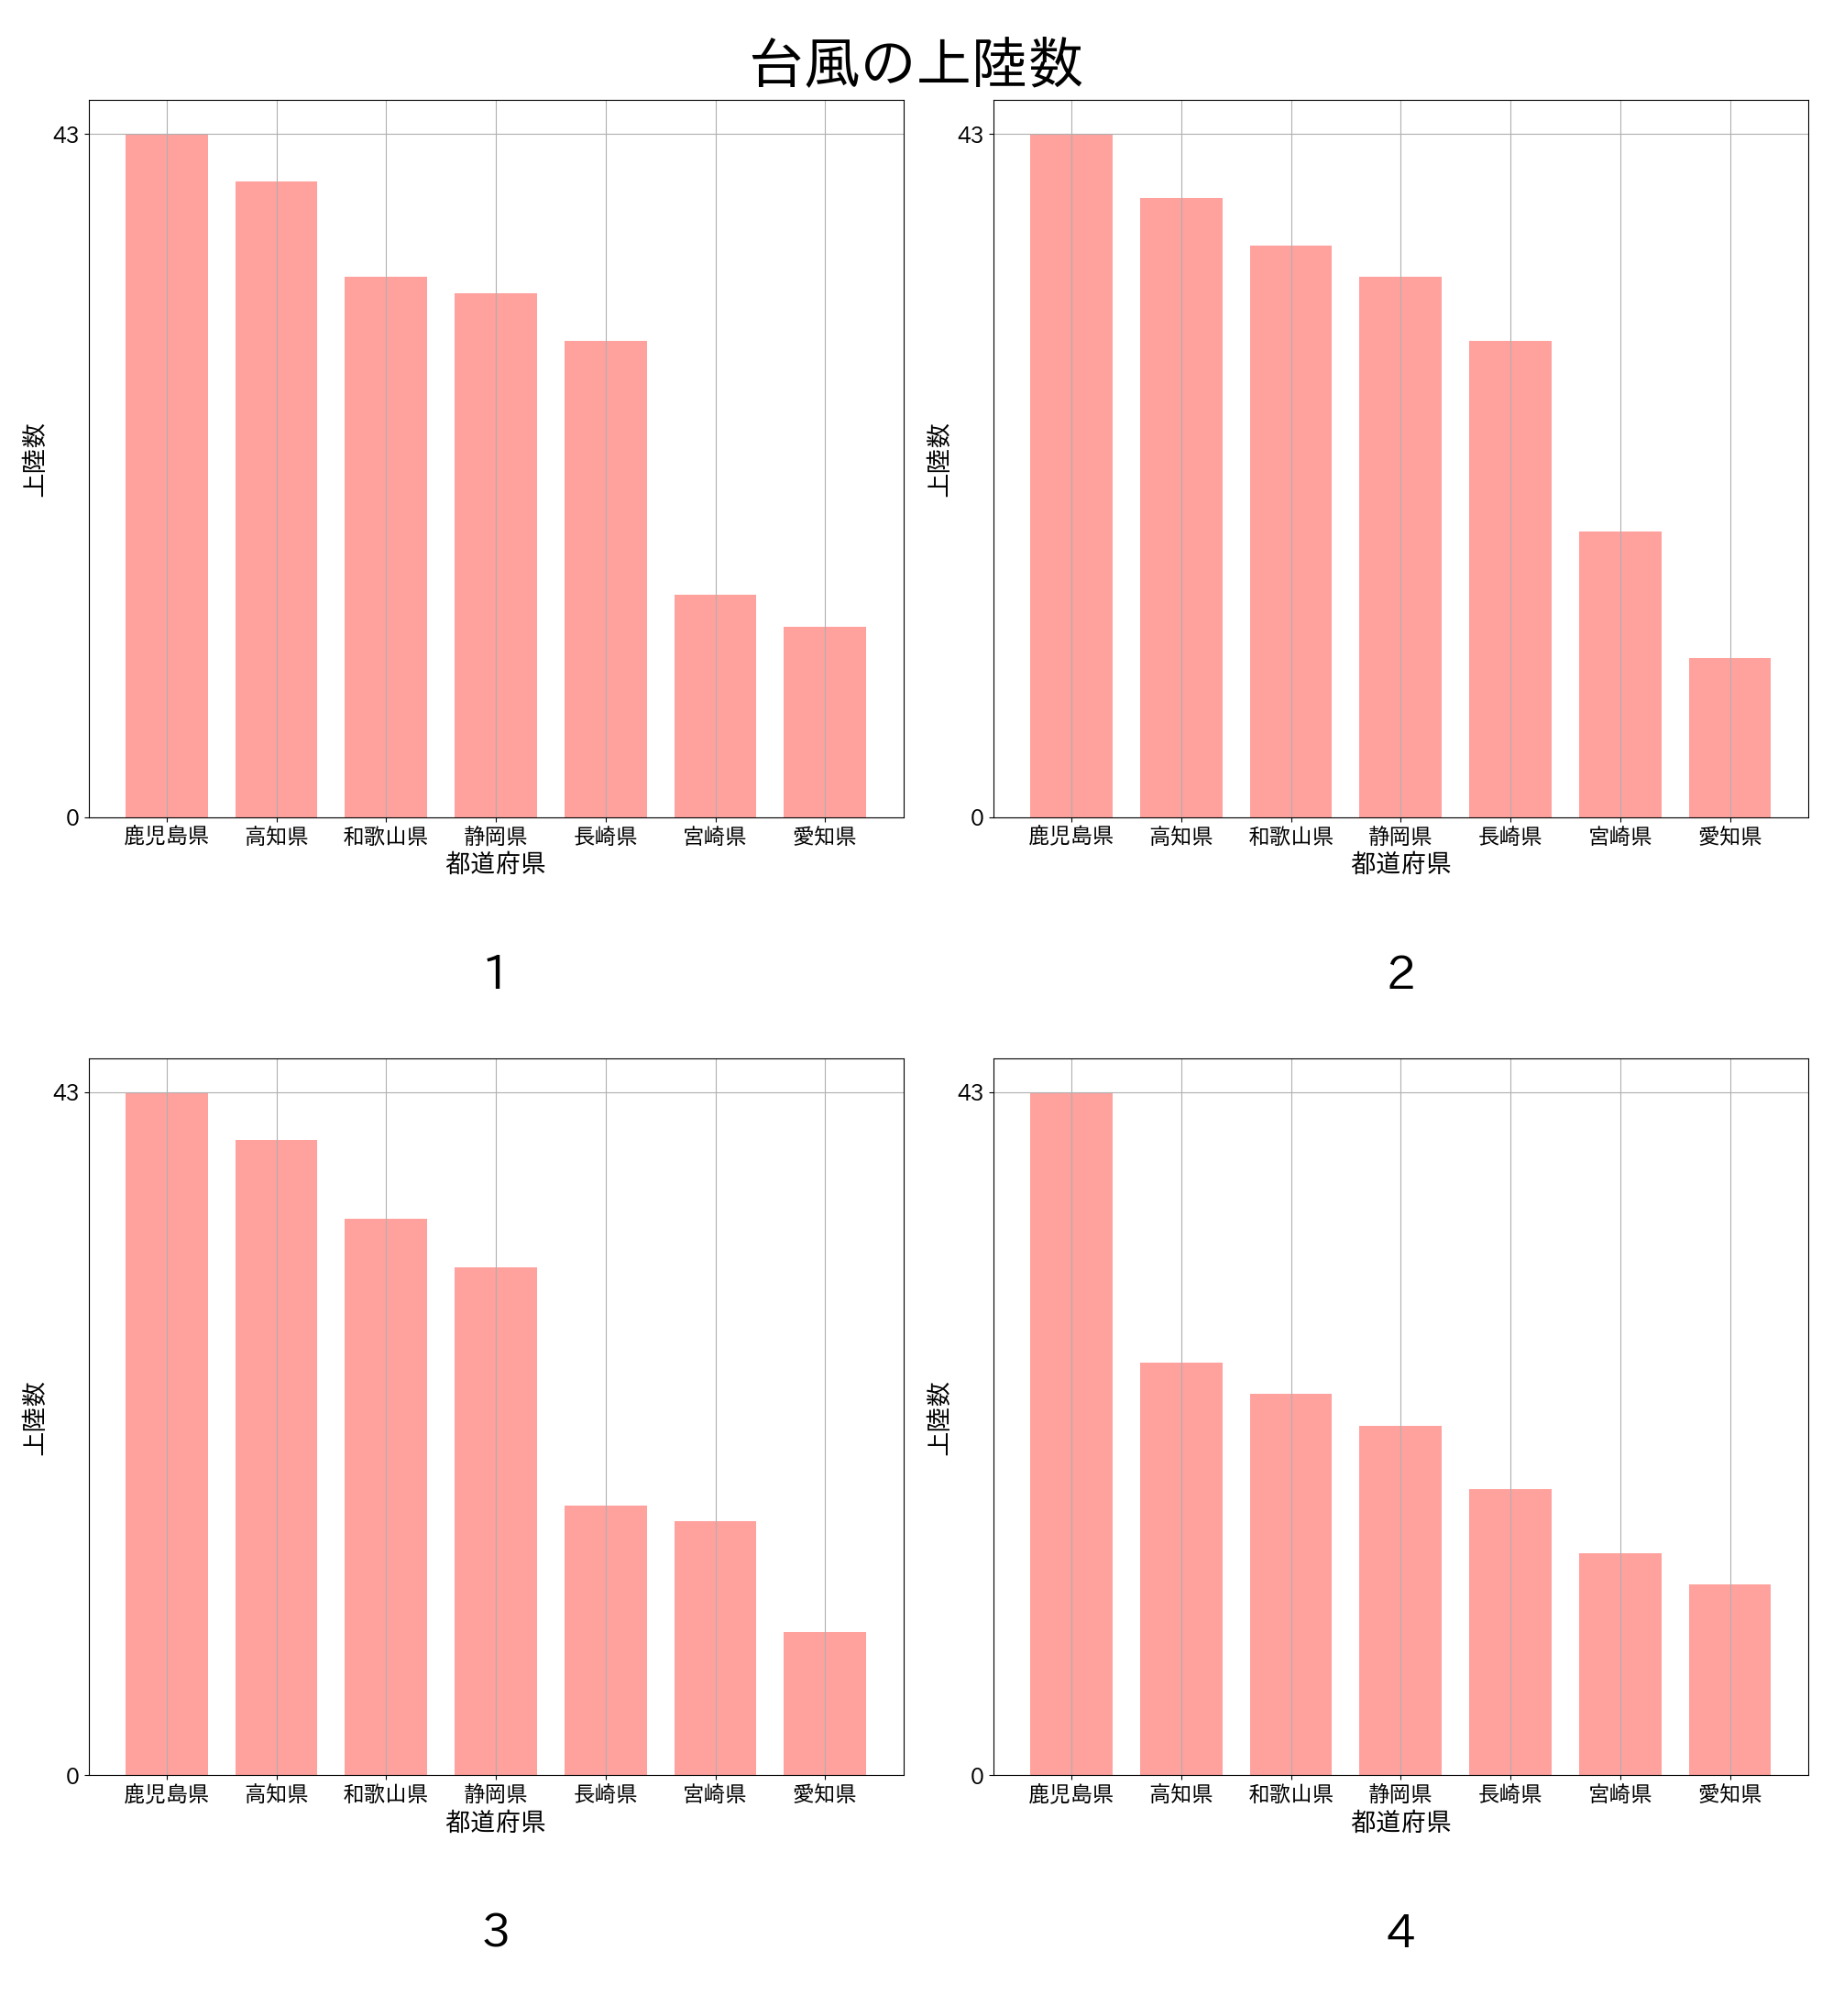 台風の上陸数
43
0
上陸数
鹿児島県 高知県 和歌山県 静岡県 長崎県 宮崎県 愛知県
都道府県
1
43
0
上陸数
鹿児島県 高知県 和歌山県 静岡県 長崎県 宮崎県 愛知県
都道府県
2
43
0
上陸数
鹿児島県 高知県 和歌山県 静岡県 長崎県 宮崎県 愛知県
都道府県
3
43
0
上陸数
鹿児島県 高知県 和歌山県 静岡県 長崎県 宮崎県 愛知県
都道府県
4